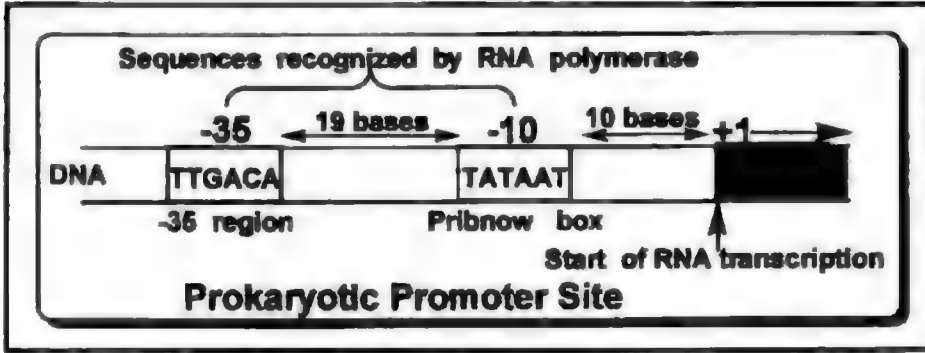 Sequences recognized by RNA polymerase
-35 19 bases -10 10 bases +1
DNA TTGACA TATAAT
-35 region Pribnow box
Start of RNA transcription
Prokaryotic Promoter Site